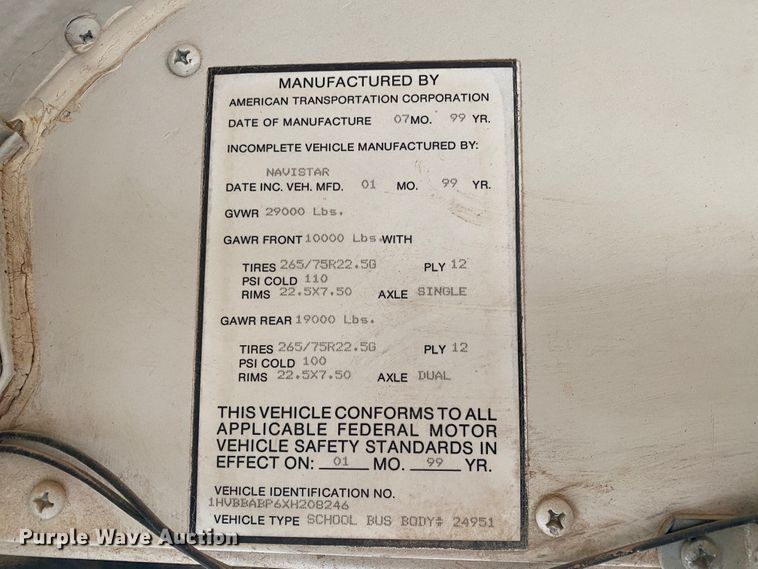 MANUFACTURED BY
AMERICAN TRANSPORTATION CORPORATION
DATE OF MANUFACTURE 07 MO. 99 YR.
INCOMPLETE VEHICLE MANUFACTURED BY:
NAVISTAR
DATE INC. VEH. MFD. 01 MO. 99 YR.
GVWR 29000 Lbs.
GAWR FRONT 10000 Lbs. WITH
TIRES 265/75R22.5G PLY 12
PSI COLD 110
RIMS 22.5X7.50 AXLE SINGLE
GAWR REAR 19000 Lbs.
TIRES 265/75R22.5G PLY 12
PSI COLD 100
RIMS 22.5X7.50 AXLE DUAL
THIS VEHICLE CONFORMS TO ALL
APPLICABLE FEDERAL MOTOR
VEHICLE SAFETY STANDARDS IN
EFFECT ON: 01 MO. 99 YR.
VEHICLE IDENTIFICATION NO.
1HVBBABP6XH208246
VEHICLE TYPE SCHOOL BUS BODY# 24951
Purple Wave Auction